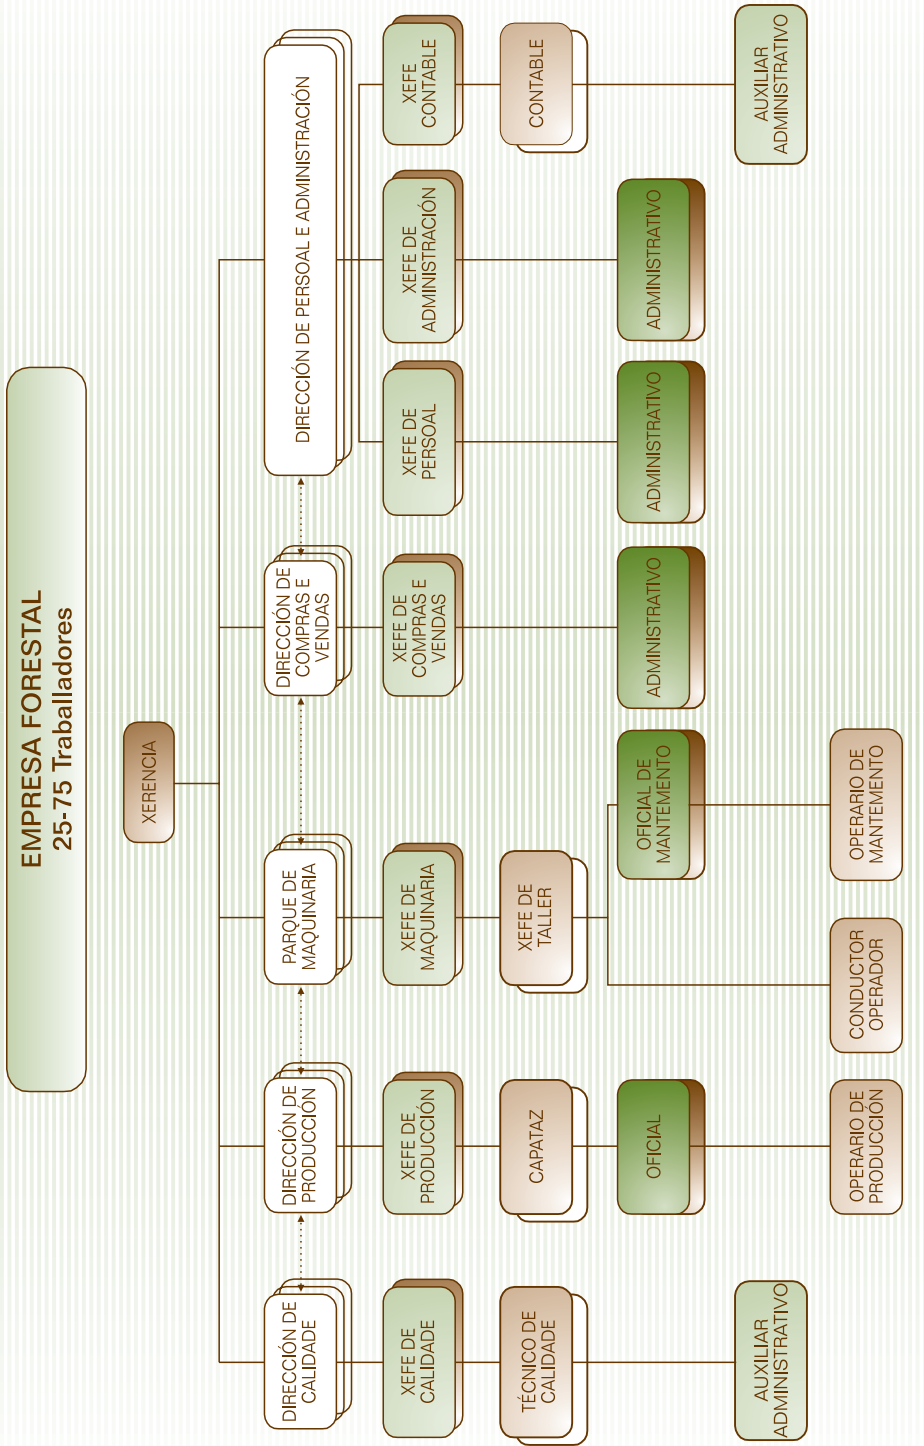 EMPRESA FORESTAL
25-75 Traballadores
XERENCIA
DIRECCIÓN DE
CALIDADE
DIRECCIÓN DE
PRODUCCIÓN
PARQUE DE
MAQUINARIA
DIRECCIÓN DE
COMPRAS E
VENDAS
DIRECCIÓN DE PERSOAL E ADMINISTRACIÓN
XEFE DE
CALIDADE
XEFE DE
PRODUCCIÓN
XEFE DE
MAQUINARIA
XEFE DE
COMPRAS E
VENDAS
XEFE DE
PERSOAL
XEFE DE
ADMINISTRACIÓN
XEFE
CONTABLE
TÉCNICO DE
CALIDADE
CAPATAZ
XEFE DE
TALLER
CONTABLE
OFICIAL
OFICIAL DE
MANTEMENTO
ADMINISTRATIVO
ADMINISTRATIVO
ADMINISTRATIVO
AUXILIAR
ADMINISTRATIVO
AUXILIAR
ADMINISTRATIVO
OPERARIO DE
PRODUCCIÓN
CONDUCTOR
OPERADOR
OPERARIO DE
MANTEMENTO